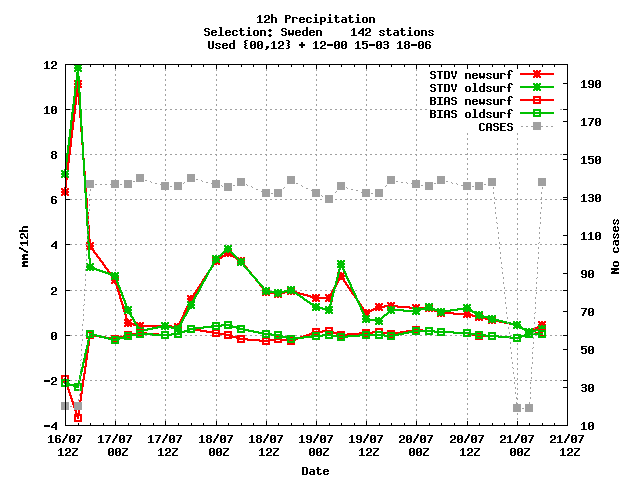 12h Precipitation
Selection: Sweden    142 stations
Used {00,12} + 12-00 15-03 18-06
STDV newsurf
STDV oldsurf
BIAS newsurf
BIAS oldsurf
CASES
12
10
8
6
4
2
0
-2
-4
mm/12h
190
170
150
130
110
90
70
50
30
10
No cases
16/07 17/07 17/07 18/07 18/07 19/07 19/07 20/07 20/07 21/07 21/07
12Z 00Z 12Z 00Z 12Z 00Z 12Z 00Z 12Z 00Z 12Z
Date